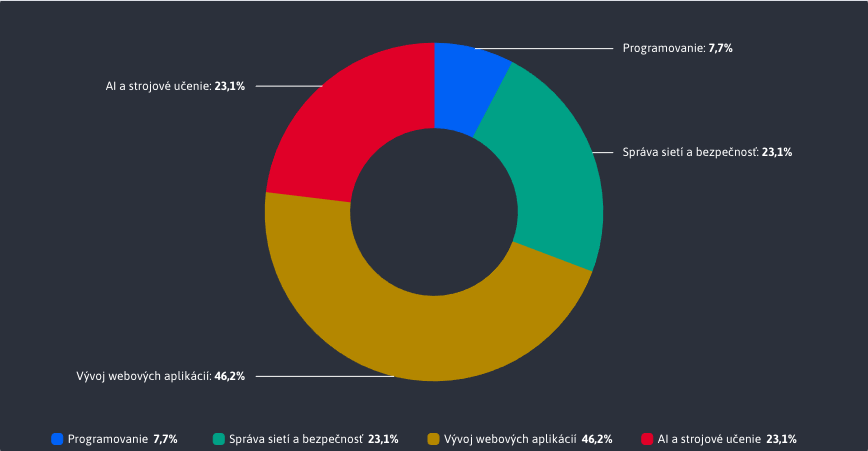 Programovanie: 7,7%
AI a strojové učenie: 23,1%
Správa sietí a bezpečnosť: 23,1%
Vývoj webových aplikácií: 46,2%
Programovanie 7,7% Správa sietí a bezpečnosť 23,1% Vývoj webových aplikácií 46,2% AI a strojové učenie 23,1%